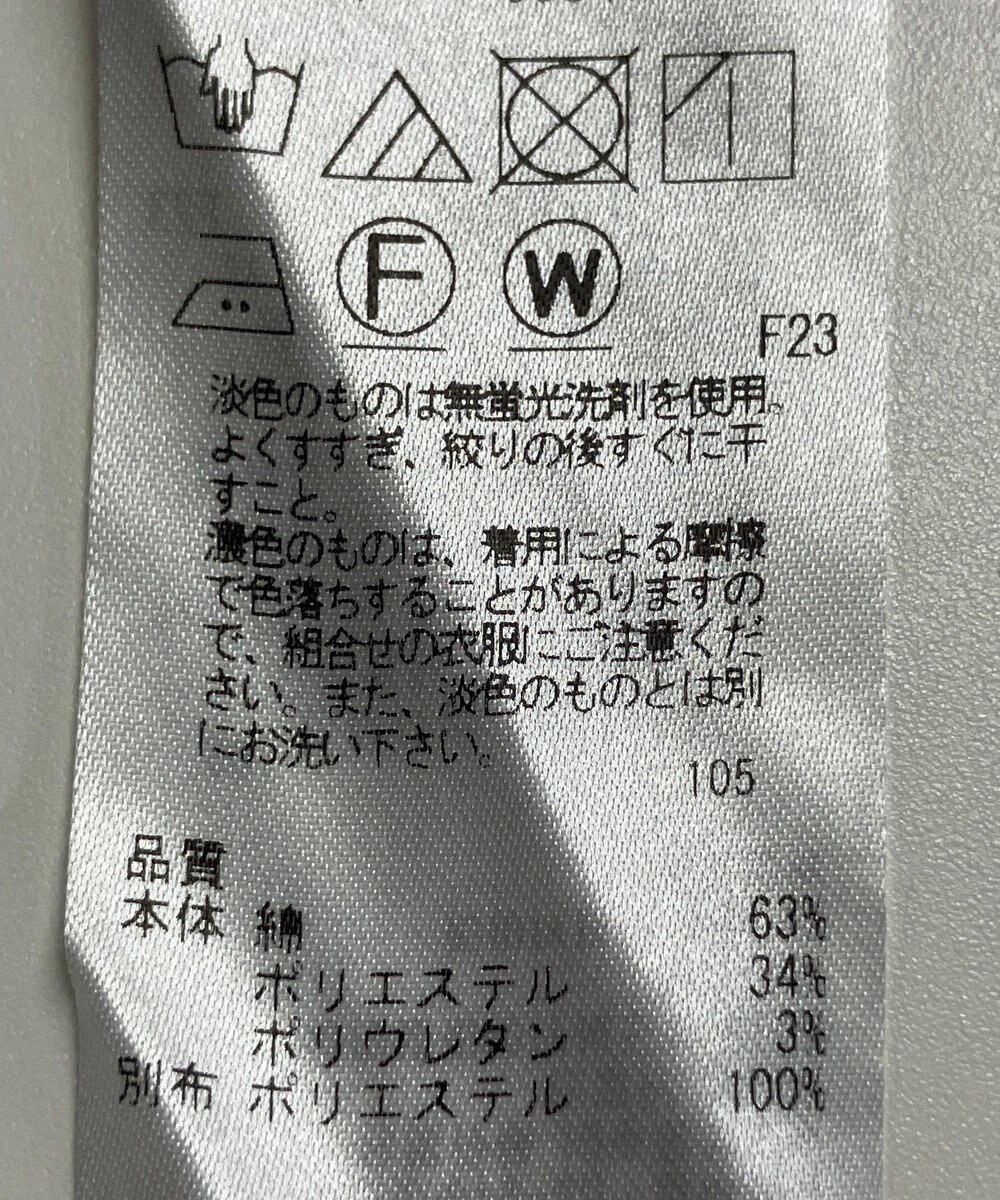 F
W
F23
淡色のものは無蛍光洗剤を使用。
よくすすぎ、絞りの後すぐに干
すこと。
濃色のものは、着用による摩擦
で色落ちすることがありますの
で、組合せの衣服にご注意くだ
さい。また、淡色のものとは別
にお洗い下さい。
105
品質
本体 綿 63%
ポリエステル 34%
ポリウレタン 3%
別布 ポリエステル 100%